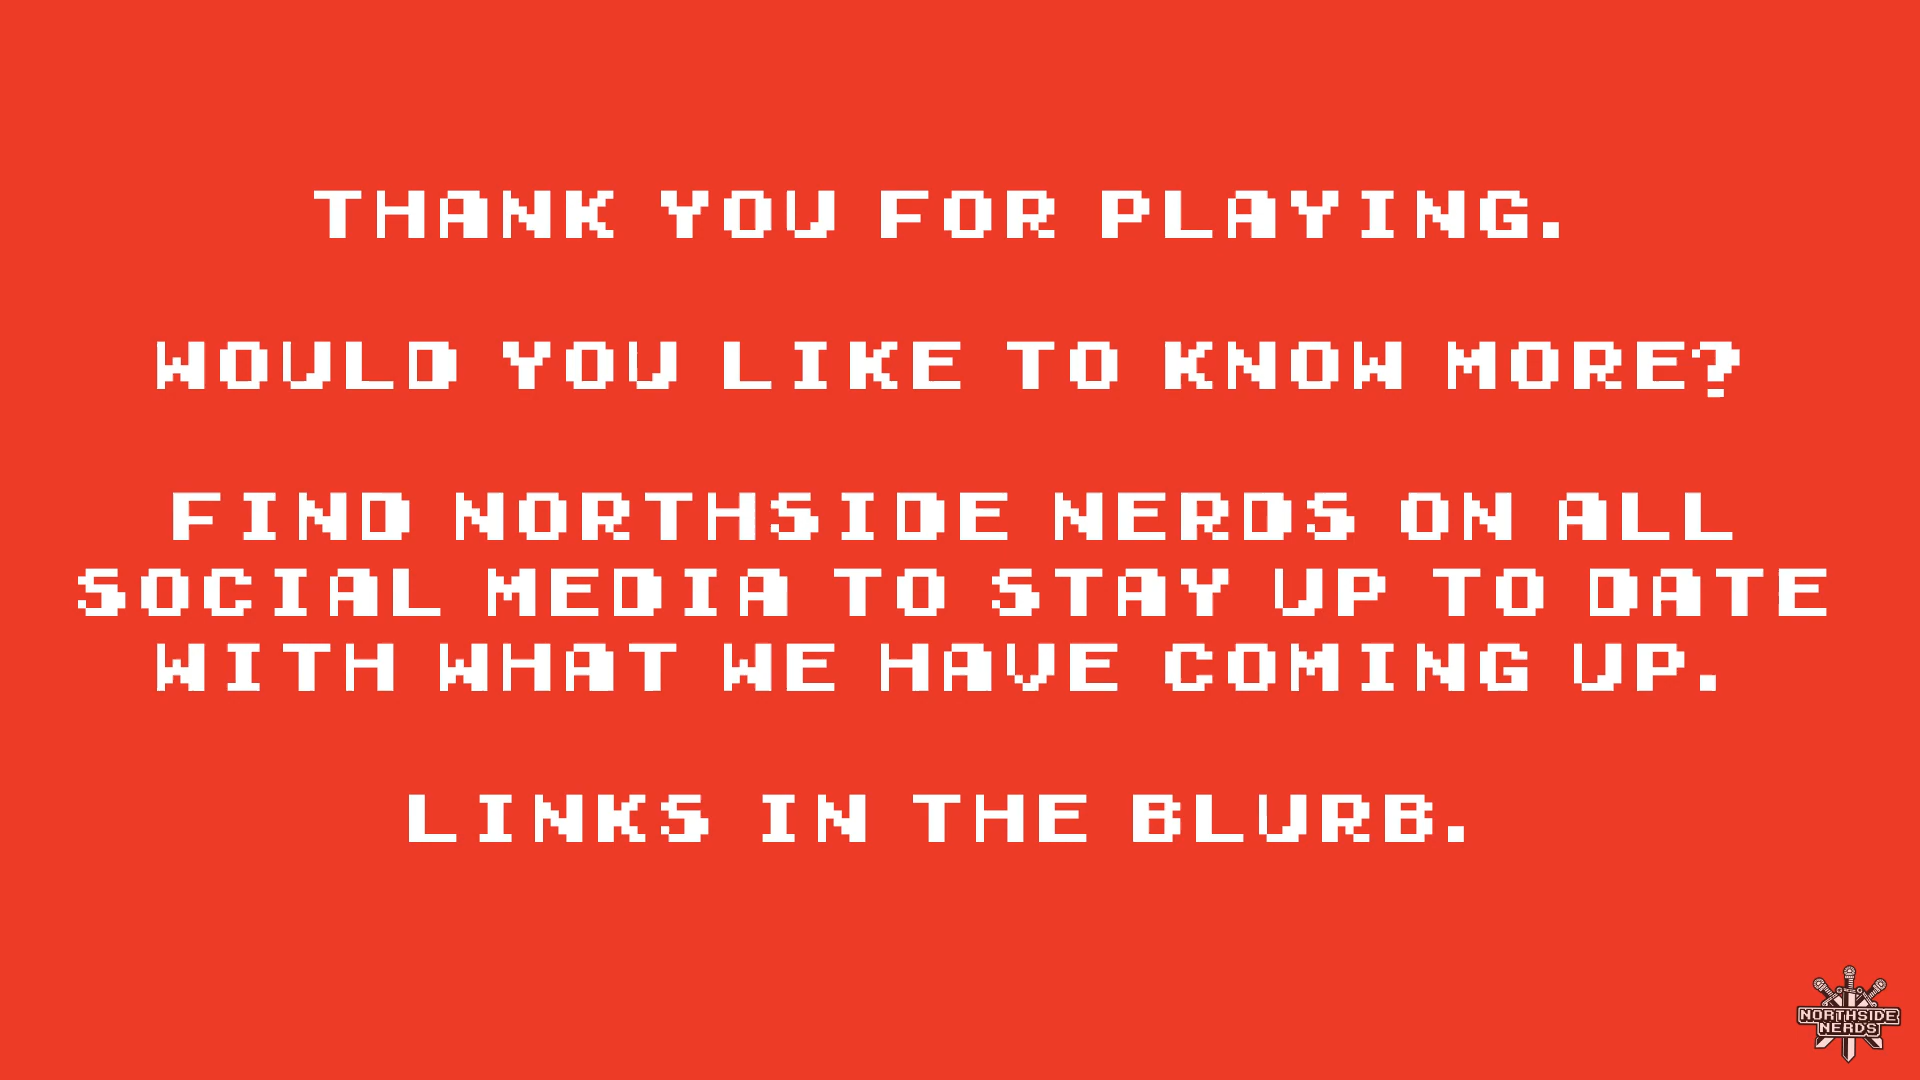 THANK YOU FOR PLAYING.
WOULD YOU LIKE TO KNOW MORE?
FIND NORTHSIDE NERDS ON ALL
SOCIAL MEDIA TO STAY UP TO DATE
WITH WHAT WE HAVE COMING UP.
LINKS IN THE BLURB.
NORTHSIDE
NERDS